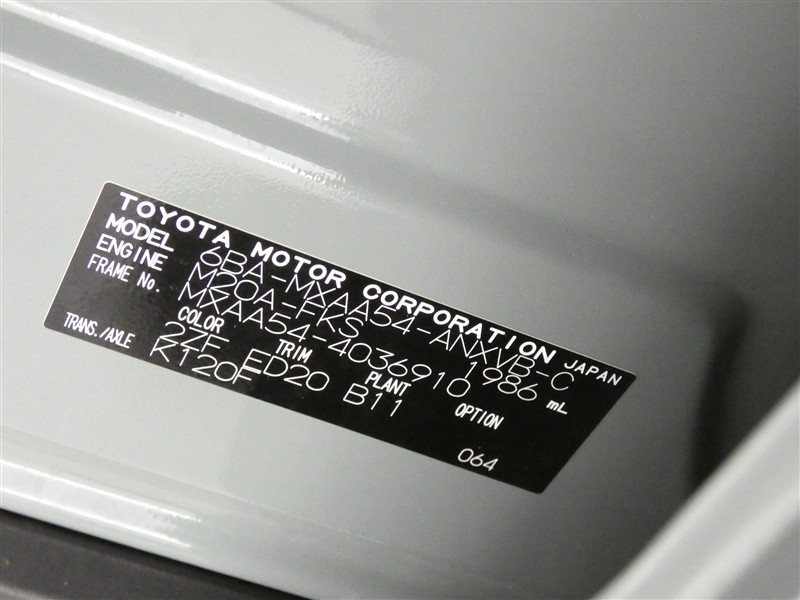 TOYOTA MOTOR CORPORATION JAPAN
MODEL 6BA-MXAA54-ANXVB-C
ENGINE M20A-FKS 1986 mL
FRAME No. MXAA54-4036910
COLOR TRIM PLANT OPTION
2ZF ED20 B11
TRANS./AXLE K120F 064